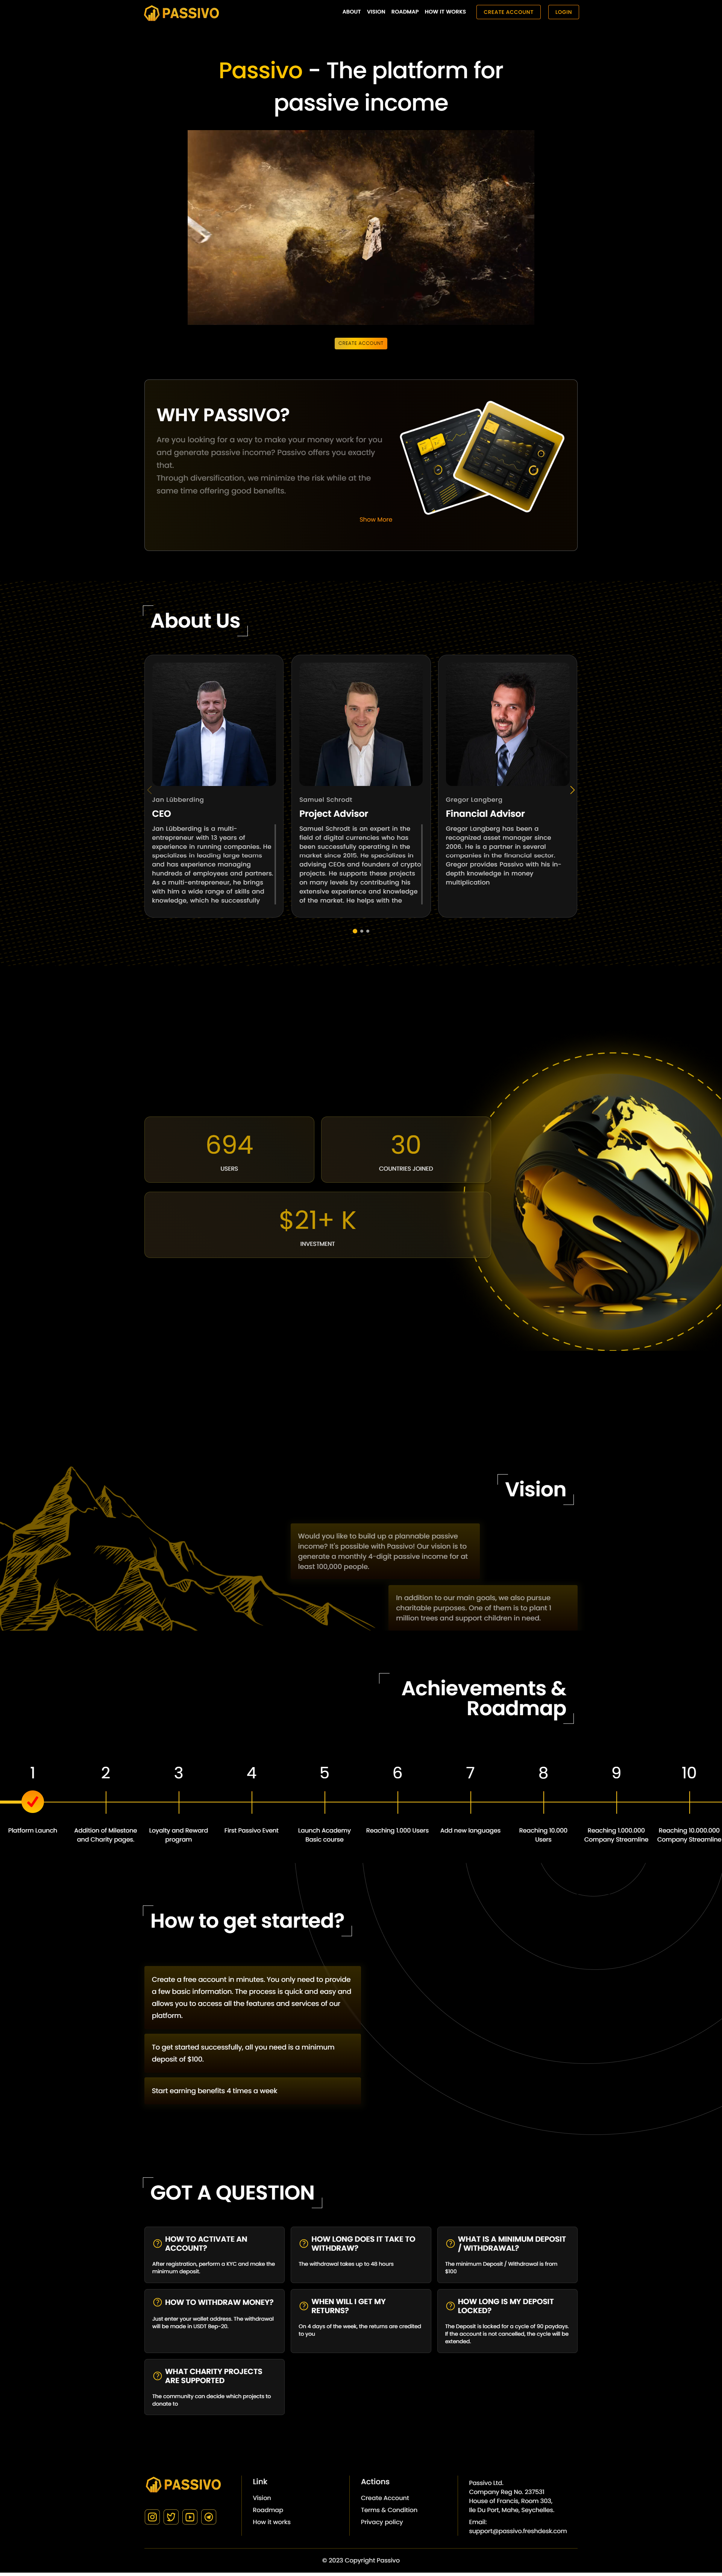 PASSIVO
ABOUT VISION ROADMAP HOW IT WORKS CREATE ACCOUNT LOGIN
Passivo - The platform for
passive income
CREATE ACCOUNT
WHY PASSIVO?
Are you looking for a way to make your money work for you
and generate passive income? Passivo offers you exactly
that.
Through diversification, we minimize the risk while at the
same time offering good benefits.
Show More
About Us
Jan Lübberding
CEO
Jan Lübberding is a multi-
entrepreneur with 13 years of
experience in running companies. He
specializes in leading large teams
and has experience managing
hundreds of employees and partners.
As a multi-entrepreneur, he brings
with him a wide range of skills and
knowledge, which he successfully
Samuel Schrodt
Project Advisor
Samuel Schrodt is an expert in the
field of digital currencies who has
been successfully operating in the
market since 2015. He specializes in
advising CEOs and founders of crypto
projects. He supports these projects
on many levels by contributing his
extensive experience and knowledge
of the market. He helps with the
Gregor Langberg
Financial Advisor
Gregor Langberg has been a
recognized asset manager since
2006. He is a partner in several
companies in the financial sector.
Gregor provides Passivo with his in-
depth knowledge in money
multiplication
694
USERS
30
COUNTRIES JOINED
$21+ K
INVESTMENT
Vision
Would you like to build up a plannable passive
income? It's possible with Passivo! Our vision is to
generate a monthly 4-digit passive income for at
least 100,000 people.
In addition to our main goals, we also pursue
charitable purposes. One of them is to plant 1
million trees and support children in need.
Achievements &
Roadmap
1
Platform Launch
2
Addition of Milestone
and Charity pages.
3
Loyalty and Reward
program
4
First Passivo Event
5
Launch Academy
Basic course
6
Reaching 1.000 Users
7
Add new languages
8
Reaching 10.000
Users
9
Reaching 1.000.000
Company Streamline
10
Reaching 10.000.000
Company Streamline
How to get started?
Create a free account in minutes. You only need to provide
a few basic information. The process is quick and easy and
allows you to access all the features and services of our
platform.
To get started successfully, all you need is a minimum
deposit of $100.
Start earning benefits 4 times a week
GOT A QUESTION
HOW TO ACTIVATE AN
ACCOUNT?
After registration, perform a KYC and make the
minimum deposit.
HOW LONG DOES IT TAKE TO
WITHDRAW?
The withdrawal takes up to 48 hours
WHAT IS A MINIMUM DEPOSIT
/ WITHDRAWAL?
The minimum Deposit / Withdrawal is from
$100
HOW TO WITHDRAW MONEY?
Just enter your wallet address. The withdrawal
will be made in USDT Bep-20.
WHEN WILL I GET MY
RETURNS?
On 4 days of the week, the returns are credited
to you
HOW LONG IS MY DEPOSIT
LOCKED?
The Deposit is locked for a cycle of 90 paydays.
If the account is not cancelled, the cycle will be
extended.
WHAT CHARITY PROJECTS
ARE SUPPORTED
The community can decide which projects to
donate to
PASSIVO
Link
Vision
Roadmap
How it works
Actions
Create Account
Terms & Condition
Privacy policy
Passivo Ltd.
Company Reg No. 237531
House of Francis, Room 303,
Ile Du Port, Mahe, Seychelles.
Email:
support@passivo.freshdesk.com
© 2023 Copyright Passivo